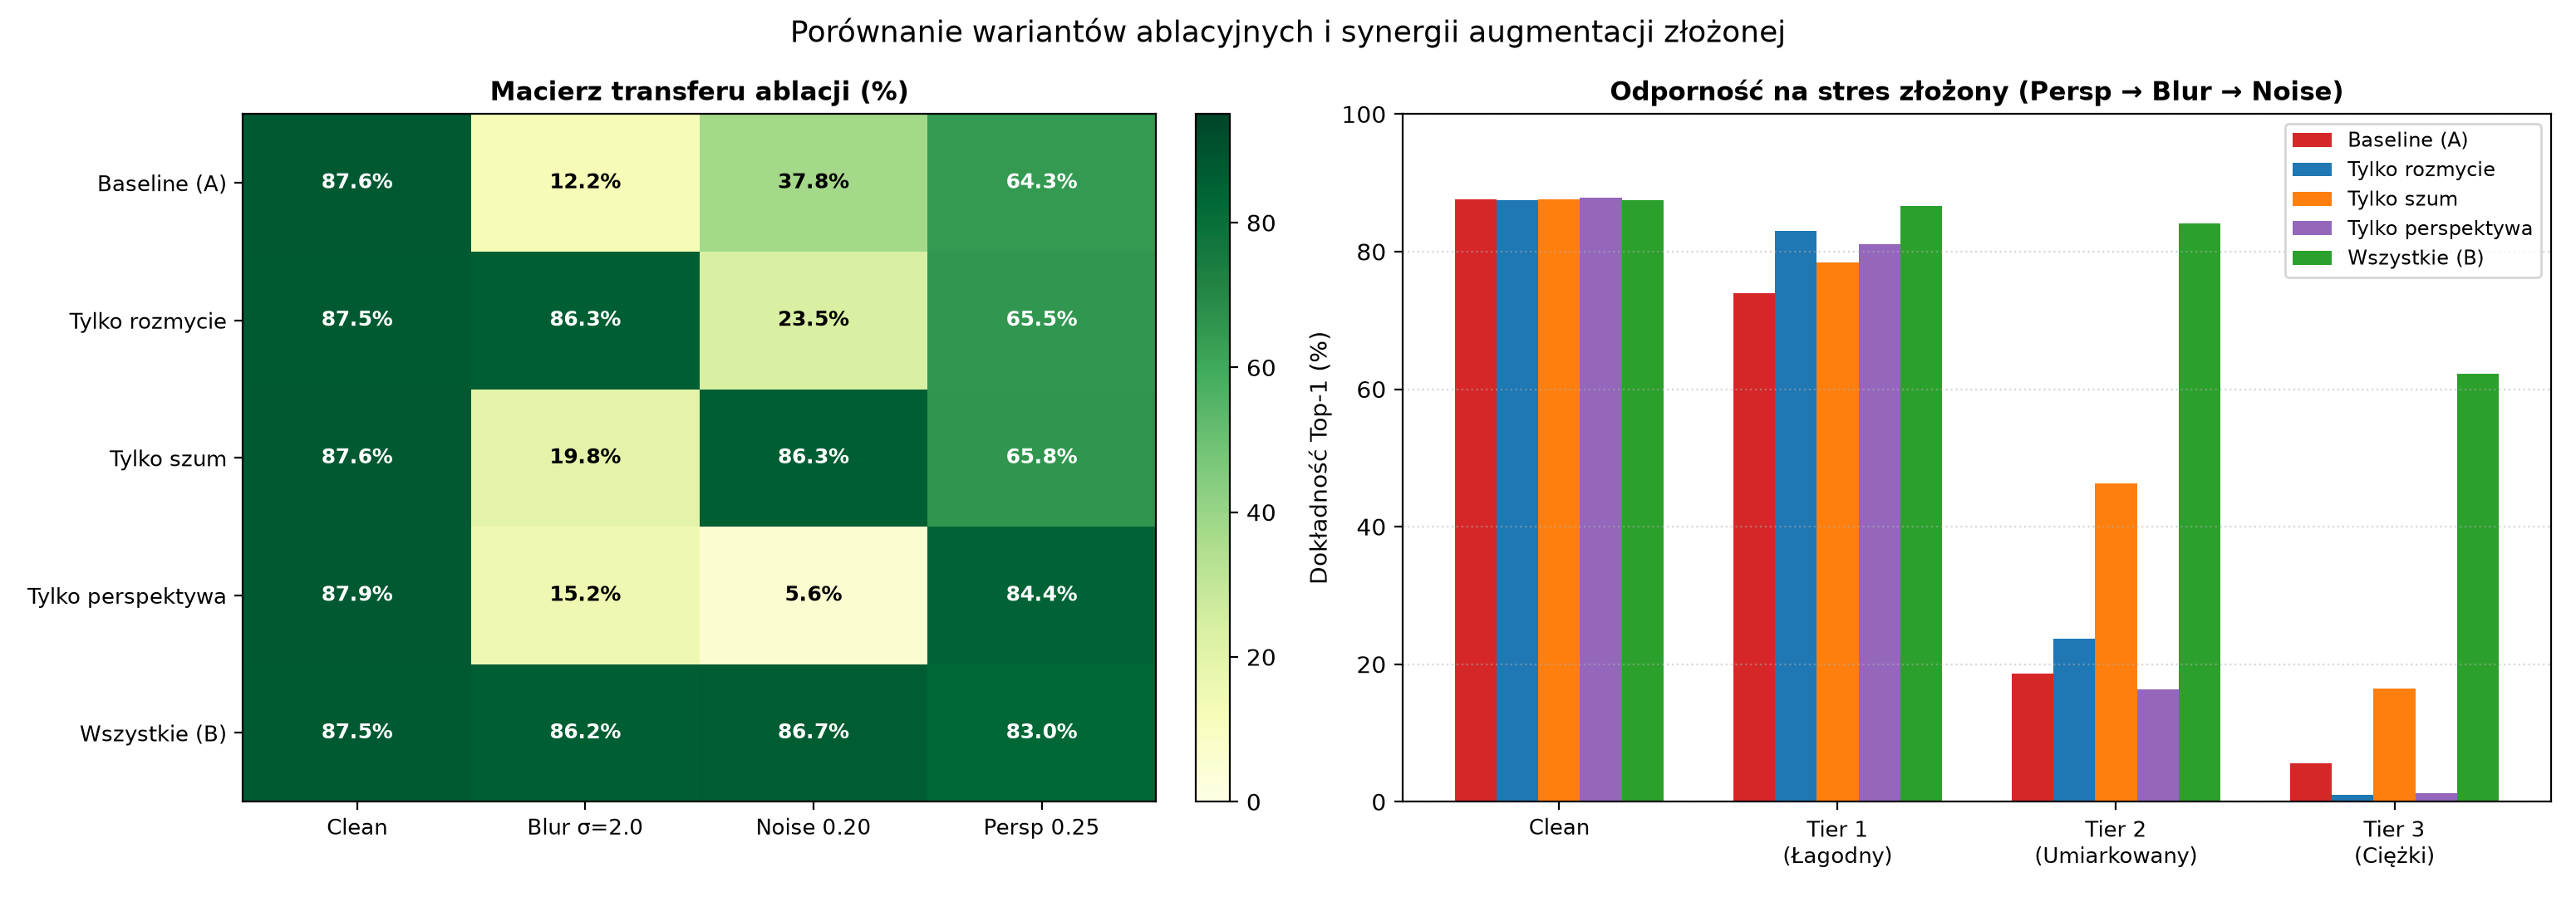 Porównanie wariantów ablacyjnych i synergii augmentacji złożonej
Macierz transferu ablacji (%)
Baseline (A) 87.6% 12.2% 37.8% 64.3%
Tylko rozmycie 87.5% 86.3% 23.5% 65.5%
Tylko szum 87.6% 19.8% 86.3% 65.8%
Tylko perspektywa 87.9% 15.2% 5.6% 84.4%
Wszystkie (B) 87.5% 86.2% 86.7% 83.0%
Clean Blur σ=2.0 Noise 0.20 Persp 0.25
80
60
40
20
0
Odporność na stres złożony (Persp → Blur → Noise)
Dokładność Top-1 (%)
100
80
60
40
20
0
Baseline (A)
Tylko rozmycie
Tylko szum
Tylko perspektywa
Wszystkie (B)
Clean
Tier 1
(Łagodny)
Tier 2
(Umiarkowany)
Tier 3
(Ciężki)